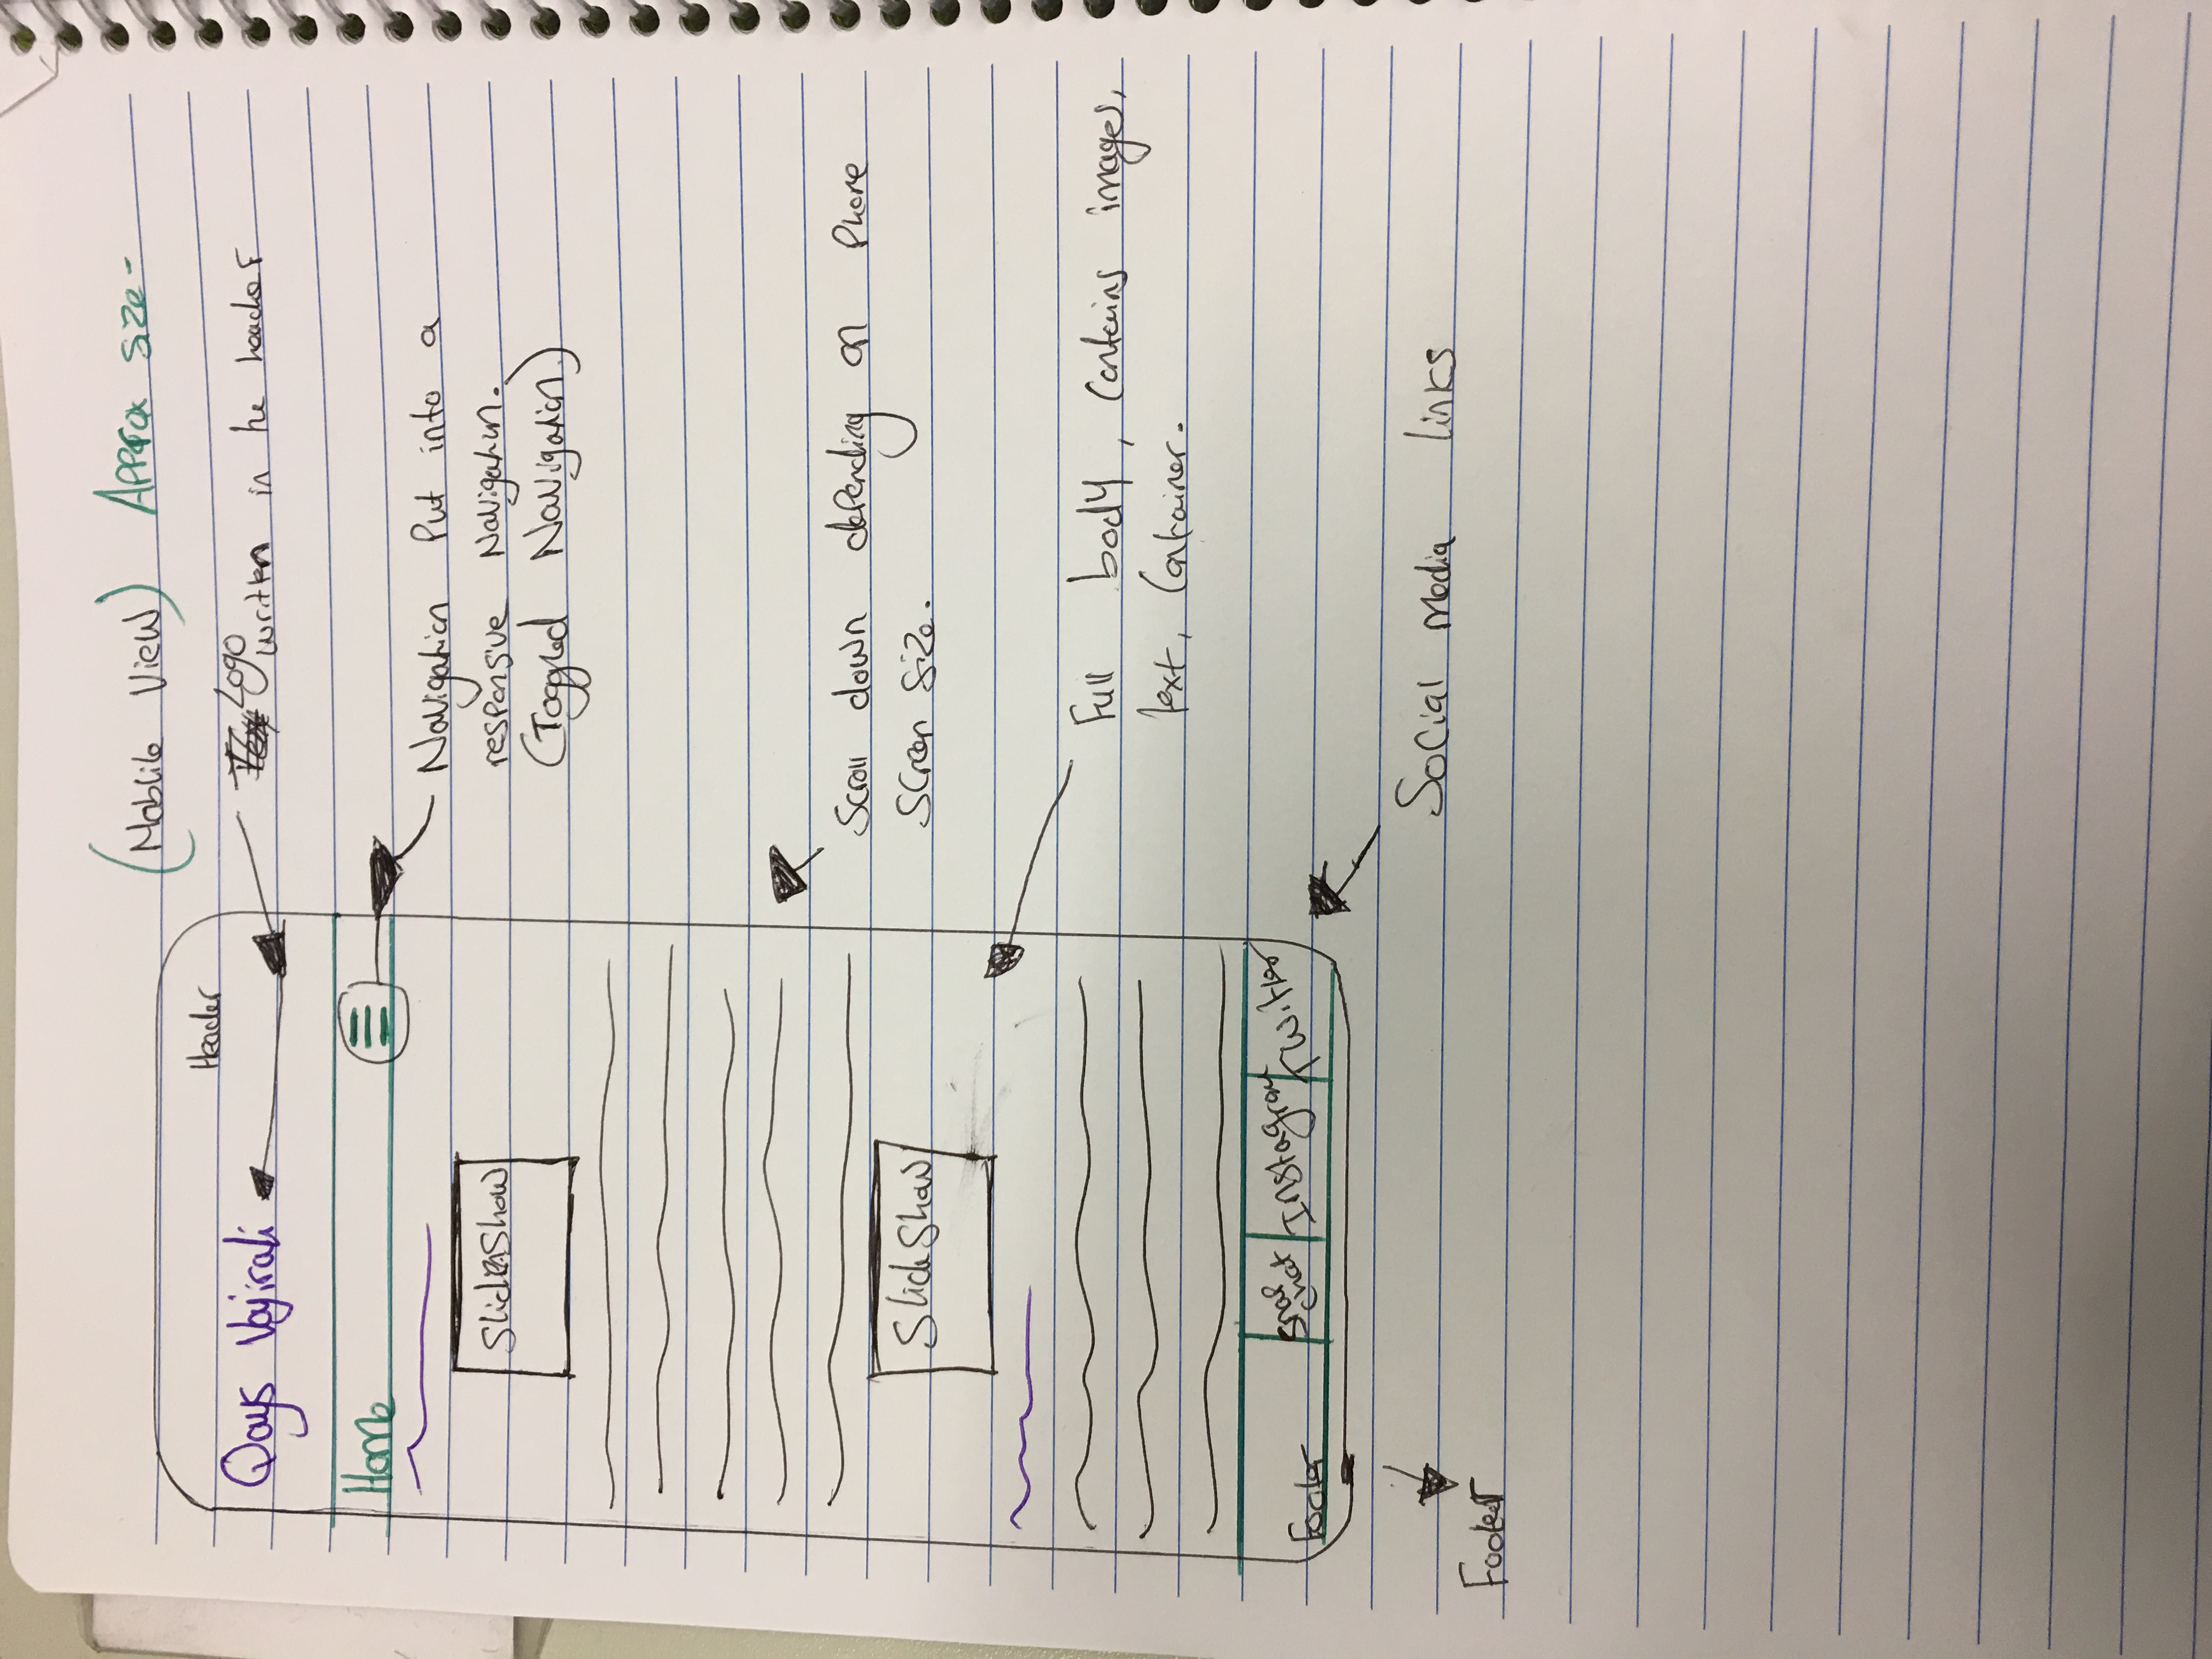 (Moblile View) Approx size-
Header
Qays Vajirali
Logo written in he header
Home
Navigation Put into a
responsive Navigation.
(Toggled Navigation.)
SlideShow
Scroll down depending on Phone
Screen Size.
SlideShow
Full body, Contains images,
text, Container.
Footer
Snap
chat
Instagram
Twitter
Social Media links
Footer